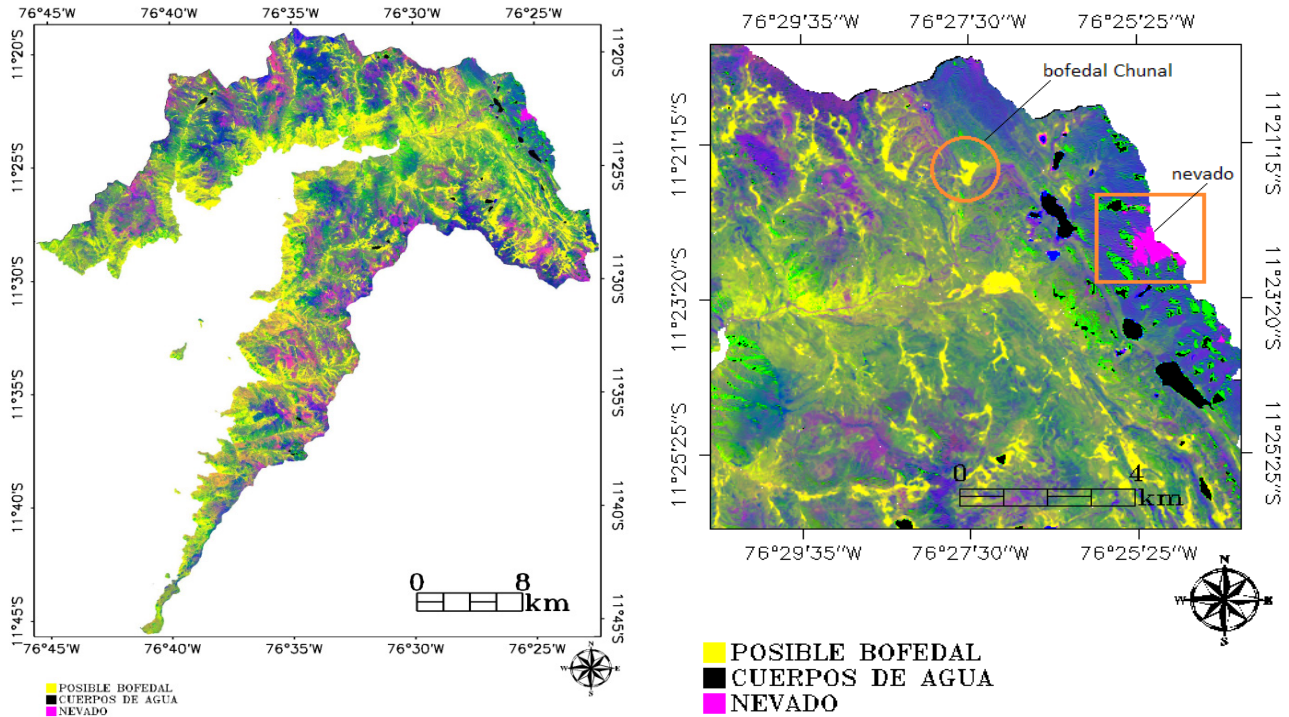 76°45'W 76°40'W 76°35'W 76°30'W 76°25'W
11°20'S 11°20'S
11°25'S 11°25'S
11°30'S 11°30'S
11°35'S 11°35'S
11°40'S 11°40'S
11°45'S 11°45'S
0 8
km
76°45'W 76°40'W 76°35'W 76°30'W 76°25'W
N
W E
S
POSIBLE BOFEDAL
CUERPOS DE AGUA
NEVADO
76°29'35''W 76°27'30''W 76°25'25''W
bofedal Chunal
11°21'15''S 11°21'15''S
nevado
11°23'20''S 11°23'20''S
11°25'25''S 11°25'25''S
0 4
km
76°29'35''W 76°27'30''W 76°25'25''W
N
W E
S
POSIBLE BOFEDAL
CUERPOS DE AGUA
NEVADO